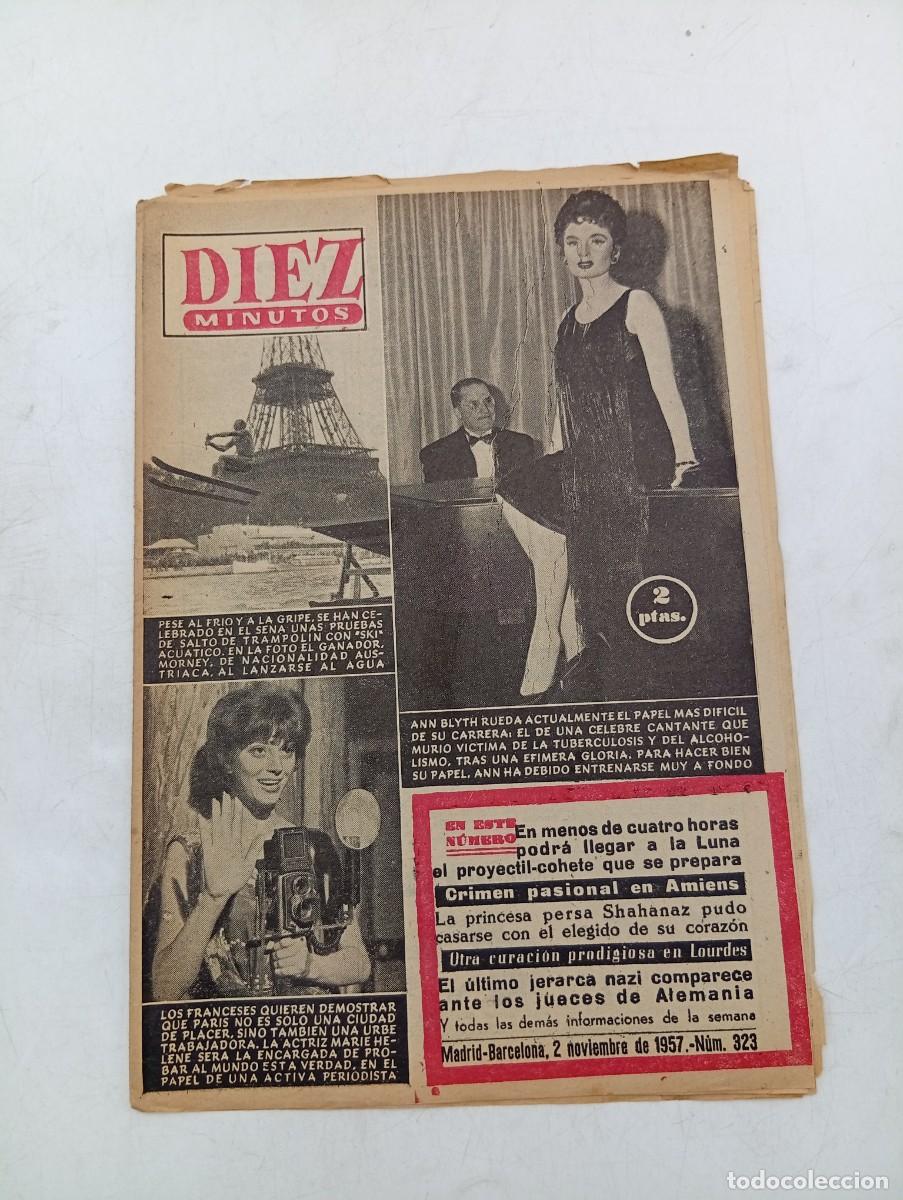 DIEZ
MINUTOS
PESE AL FRIO Y A LA GRIPE, SE HAN CE-
LEBRADO EN EL SENA UNAS PRUEBAS
DE SALTO DE TRAMPOLIN CON "SKI"
ACUATICO. EN LA FOTO EL GANADOR,
MORNEY, DE NACIONALIDAD AUS-
TRIACA, AL LANZARSE AL AGUA
2
ptas.
ANN BLYTH RUEDA ACTUALMENTE EL PAPEL MAS DIFICIL
DE SU CARRERA: EL DE UNA CELEBRE CANTANTE QUE
MURIO VICTIMA DE LA TUBERCULOSIS Y DEL ALCOHO-
LISMO, TRAS UNA EFIMERA GLORIA. PARA HACER BIEN
SU PAPEL, ANN HA DEBIDO ENTRENARSE MUY A FONDO
LOS FRANCESES QUIEREN DEMOSTRAR
QUE PARIS NO ES SOLO UNA CIUDAD
DE PLACER, SINO TAMBIEN UNA URBE
TRABAJADORA. LA ACTRIZ MARIE HE-
LENE SERA LA ENCARGADA DE PRO-
BAR AL MUNDO ESTA VERDAD, EN EL
PAPEL DE UNA ACTIVA PERIODISTA
EN ESTE
NÚMERO
En menos de cuatro horas
podrá llegar a la Luna
el proyectil-cohete que se prepara
Crimen pasional en Amiens
La princesa persa Shahanaz pudo
casarse con el elegido de su corazón
Otra curación prodigiosa en Lourdes
El último jerarca nazi comparece
ante los jueces de Alemania
Y todas las demás informaciones de la semana
Madrid-Barcelona, 2 noviembre de 1957.-Núm. 323
todocoleccion